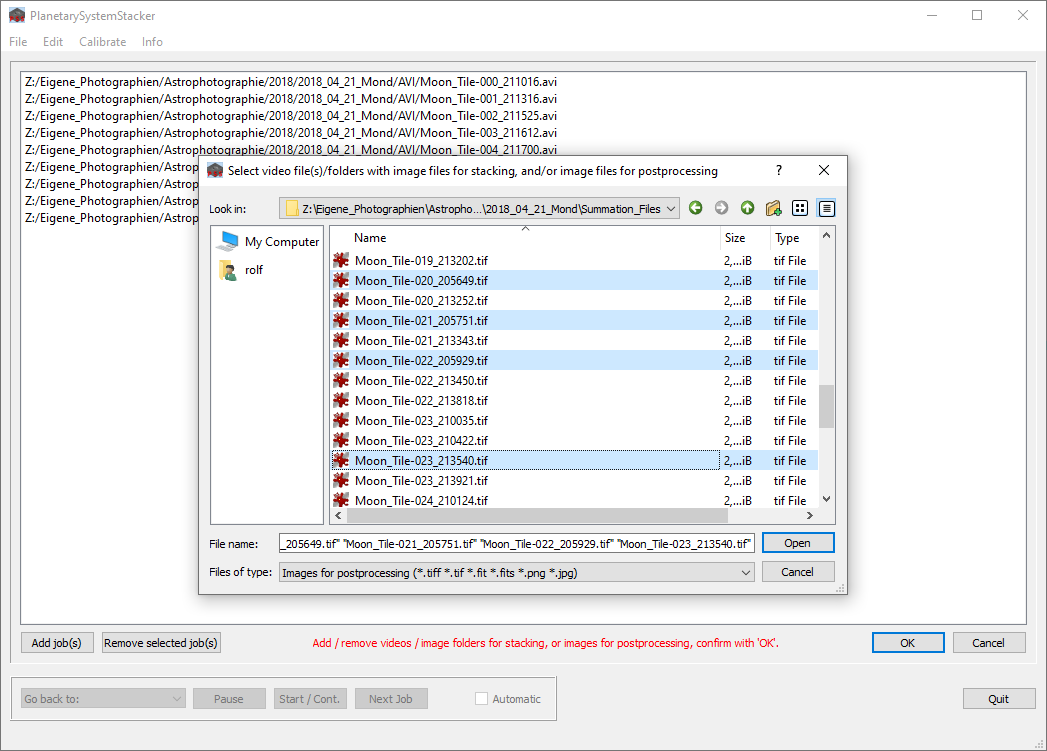 PlanetarySystemStacker
File Edit Calibrate Info
Z:/Eigene_Photographien/Astrophotographie/2018/2018_04_21_Mond/AVI/Moon_Tile-000_211016.avi
Z:/Eigene_Photographien/Astrophotographie/2018/2018_04_21_Mond/AVI/Moon_Tile-001_211316.avi
Z:/Eigene_Photographien/Astrophotographie/2018/2018_04_21_Mond/AVI/Moon_Tile-002_211525.avi
Z:/Eigene_Photographien/Astrophotographie/2018/2018_04_21_Mond/AVI/Moon_Tile-003_211612.avi
Z:/Eigene_Photographien/Astrophotographie/2018/2018_04_21_Mond/AVI/Moon_Tile-004_211700.avi
Z:/Eigene_Photographien/Astrop
Z:/Eigene_Photographien/Astrop
Z:/Eigene_Photographien/Astrop
Z:/Eigene_Photographien/Astrop
Select video file(s)/folders with image files for stacking, and/or image files for postprocessing
Look in: Z:\Eigene_Photographien\Astropho...\2018_04_21_Mond\Summation_Files
My Computer
rolf
Name Size Type
Moon_Tile-019_213202.tif 2,...iB tif File
Moon_Tile-020_205649.tif 2,...iB tif File
Moon_Tile-020_213252.tif 2,...iB tif File
Moon_Tile-021_205751.tif 2,...iB tif File
Moon_Tile-021_213343.tif 2,...iB tif File
Moon_Tile-022_205929.tif 2,...iB tif File
Moon_Tile-022_213450.tif 2,...iB tif File
Moon_Tile-022_213818.tif 2,...iB tif File
Moon_Tile-023_210035.tif 2,...iB tif File
Moon_Tile-023_210422.tif 2,...iB tif File
Moon_Tile-023_213540.tif 2,...iB tif File
Moon_Tile-023_213921.tif 2,...iB tif File
Moon_Tile-024_210124.tif 2,...iB tif File
File name: _205649.tif" "Moon_Tile-021_205751.tif" "Moon_Tile-022_205929.tif" "Moon_Tile-023_213540.tif" Open
Files of type: Images for postprocessing (*.tiff *.tif *.fit *.fits *.png *.jpg) Cancel
Add job(s) Remove selected job(s) Add / remove videos / image folders for stacking, or images for postprocessing, confirm with 'OK'. OK Cancel
Go back to: Pause Start / Cont. Next Job Automatic Quit